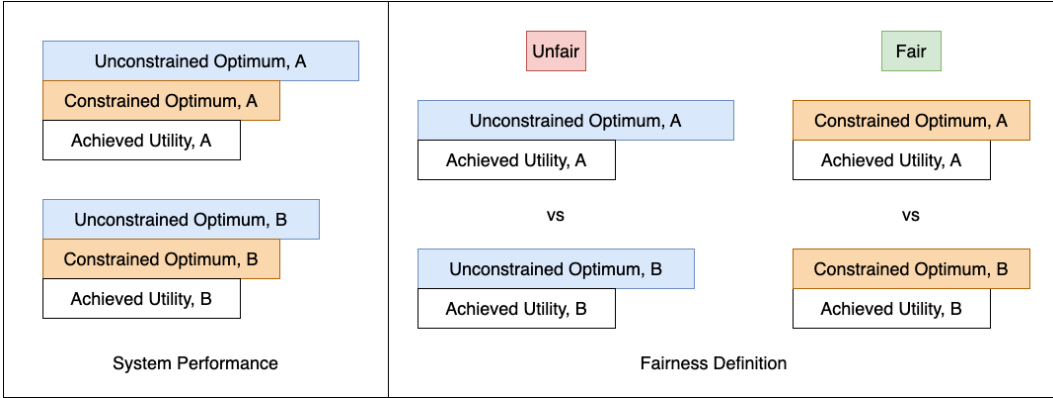 Unconstrained Optimum, A
Constrained Optimum, A
Achieved Utility, A
Unconstrained Optimum, B
Constrained Optimum, B
Achieved Utility, B
System Performance
Unfair
Unconstrained Optimum, A
Achieved Utility, A
vs
Unconstrained Optimum, B
Achieved Utility, B
Fair
Constrained Optimum, A
Achieved Utility, A
vs
Constrained Optimum, B
Achieved Utility, B
Fairness Definition